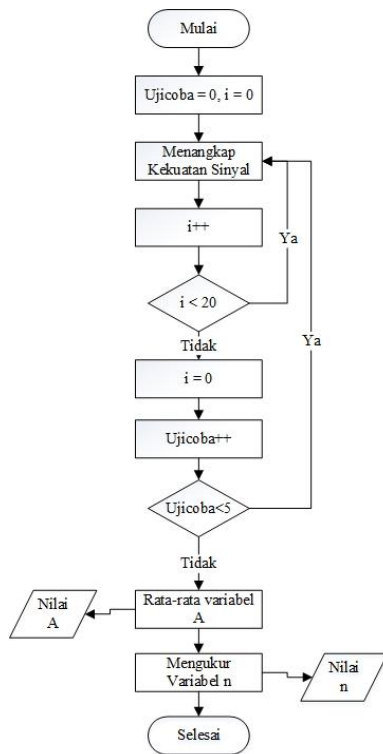 Mulai
Ujicoba = 0, i = 0
Menangkap
Kekuatan Sinyal
i++
Ya
i < 20
Tidak
Ya
i = 0
Ujicoba++
Ujicoba<5
Tidak
Nilai
A
Rata-rata variabel
A
Mengukur
Variabel n
Nilai
n
Selesai